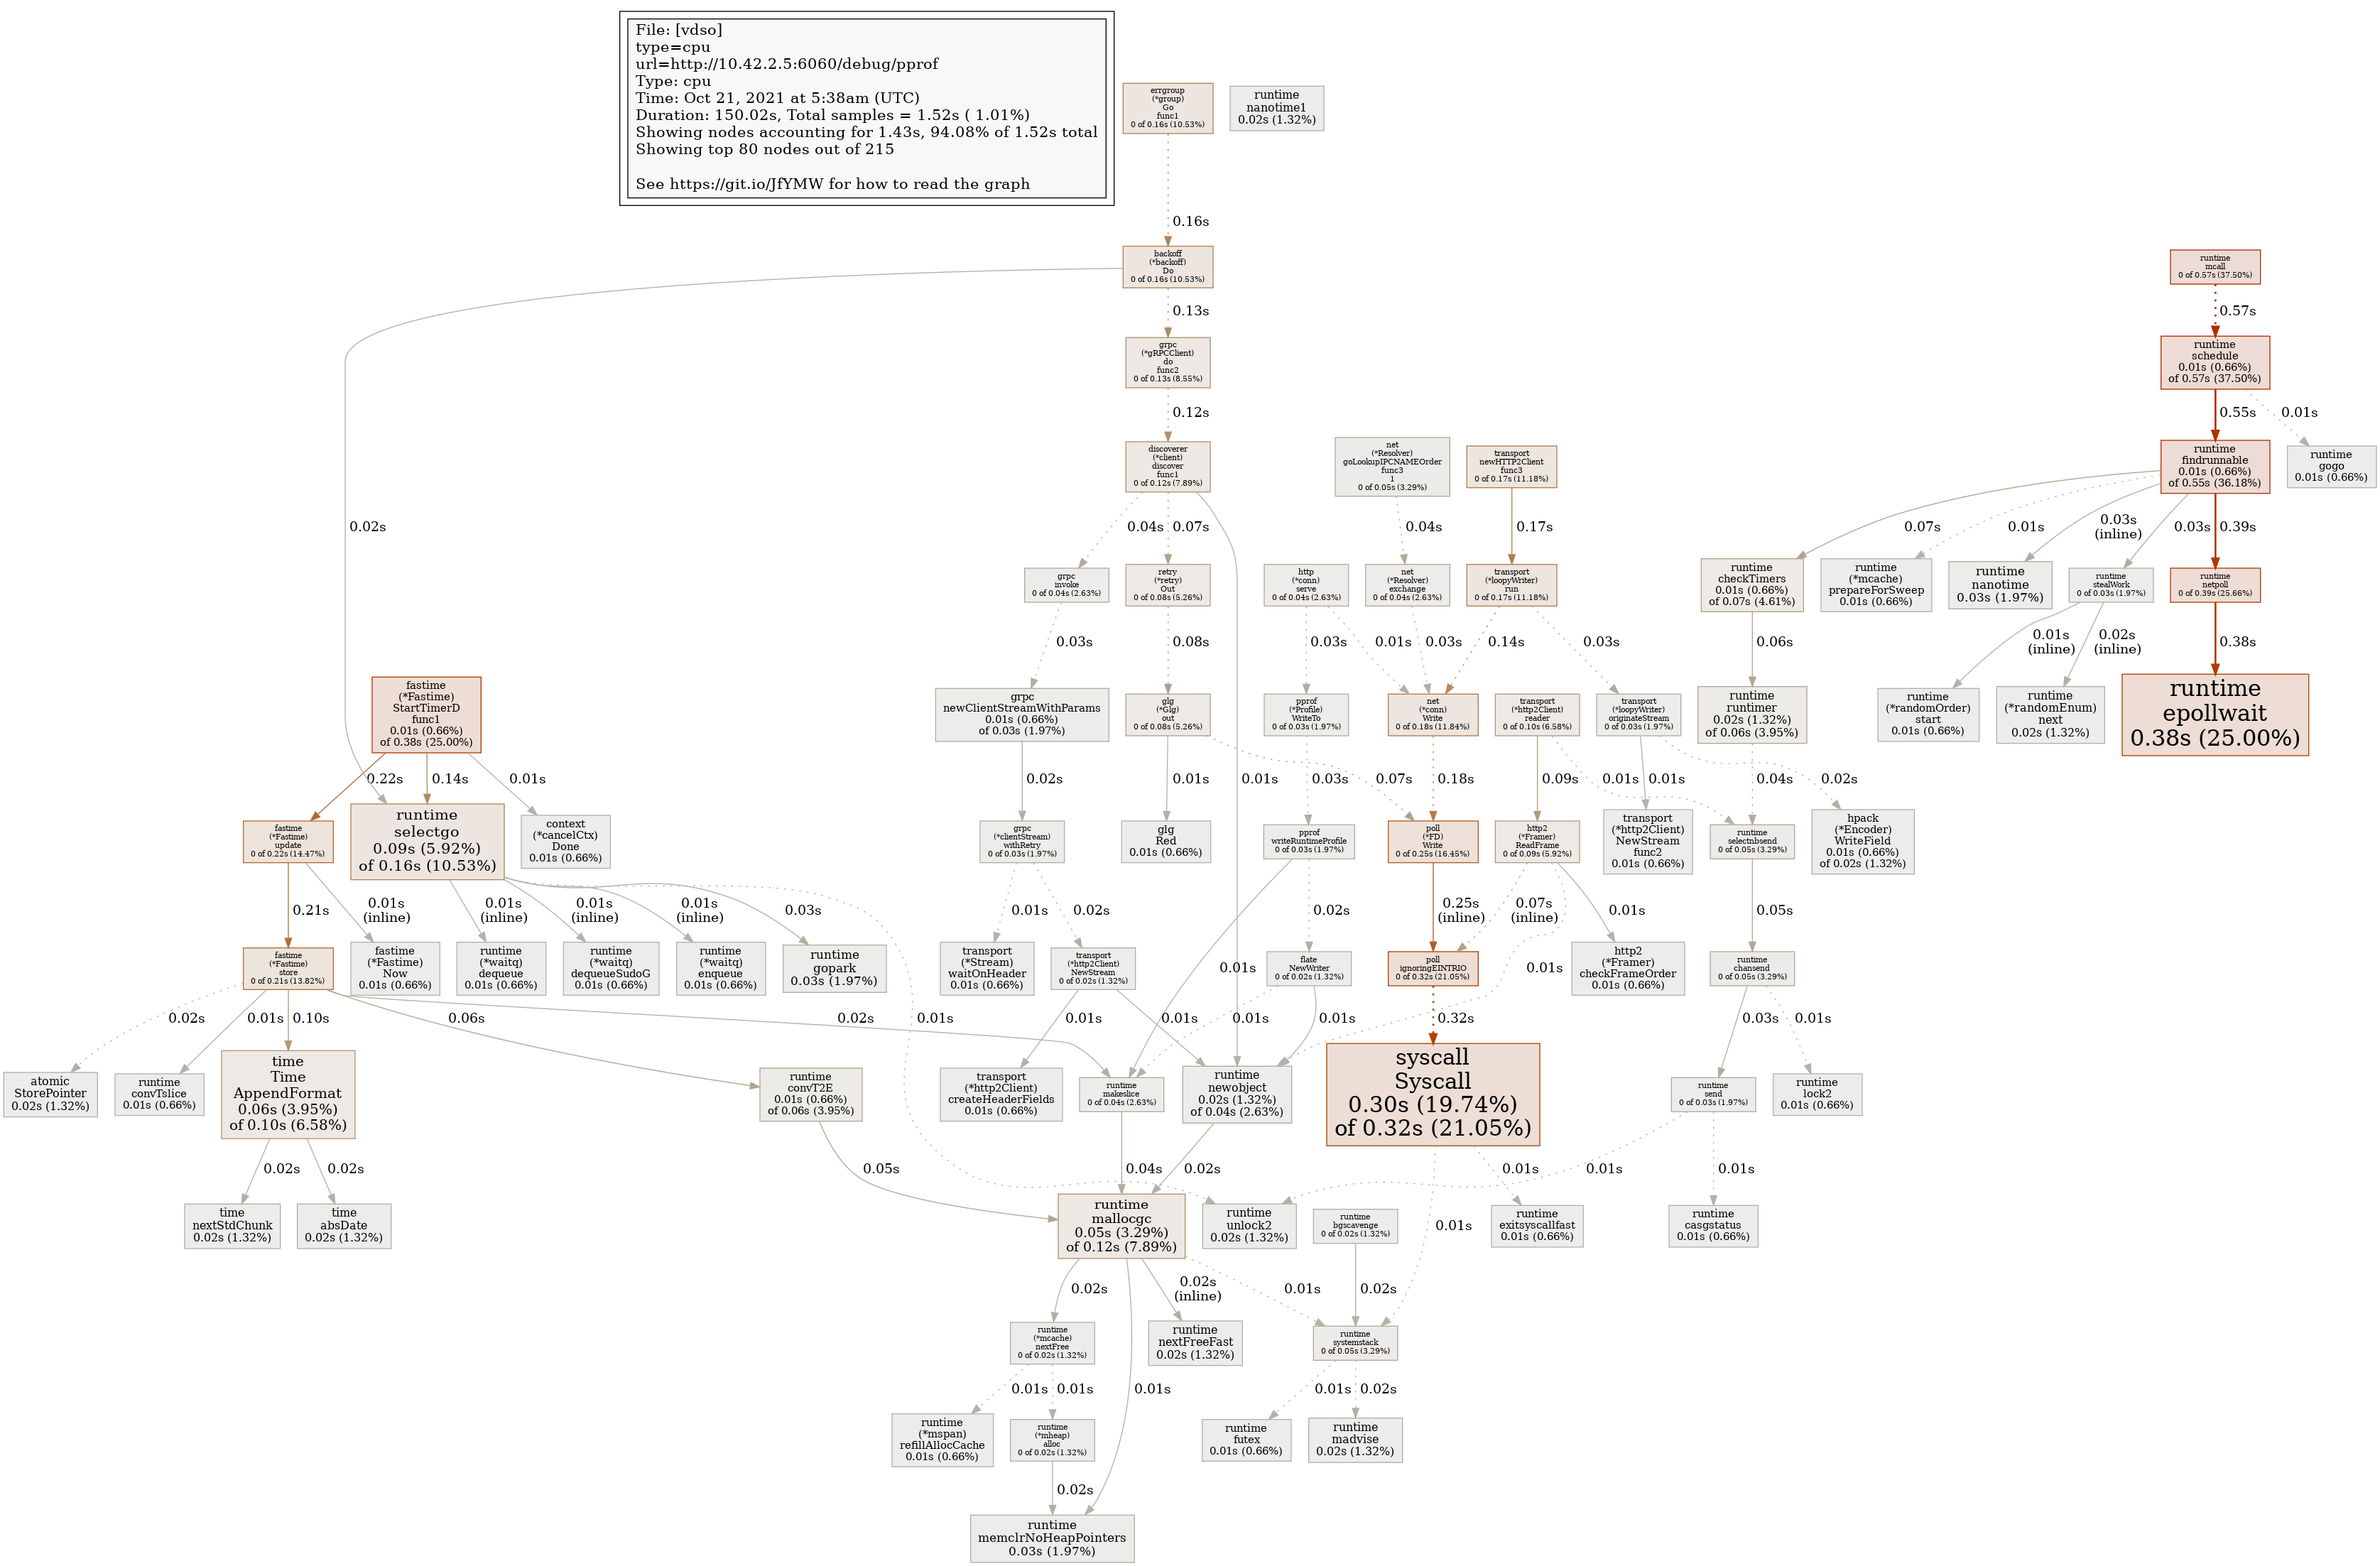 File: [vdso]
type=cpu
url=http://10.42.2.5:6060/debug/pprof
Type: cpu
Time: Oct 21, 2021 at 5:38am (UTC)
Duration: 150.02s, Total samples = 1.52s ( 1.01%)
Showing nodes accounting for 1.43s, 94.08% of 1.52s total
Showing top 80 nodes out of 215
See https://git.io/JfYMW for how to read the graph
errgroup
(*group)
Go
func1
0 of 0.16s (10.53%)
runtime
nanotime1
0.02s (1.32%)
0.16s
backoff
(*backoff)
Do
0 of 0.16s (10.53%)
runtime
mcall
0 of 0.57s (37.50%)
0.13s
0.57s
grpc
(*gRPCClient)
do
func2
0 of 0.13s (8.55%)
runtime
schedule
0.01s (0.66%)
of 0.57s (37.50%)
0.12s
0.55s
0.01s
discoverer
(*client)
discover
func1
0 of 0.12s (7.89%)
net
(*Resolver)
goLookupIPCNAMEOrder
func3
1
0 of 0.05s (3.29%)
transport
newHTTP2Client
func3
0 of 0.17s (11.18%)
runtime
findrunnable
0.01s (0.66%)
of 0.55s (36.18%)
runtime
gogo
0.01s (0.66%)
0.02s
0.04s
0.07s
0.04s
0.17s
0.07s
0.01s
0.03s
(inline)
0.03s
0.39s
grpc
invoke
0 of 0.04s (2.63%)
retry
(*retry)
Out
0 of 0.08s (5.26%)
http
(*conn)
serve
0 of 0.04s (2.63%)
net
(*Resolver)
exchange
0 of 0.04s (2.63%)
transport
(*loopyWriter)
run
0 of 0.17s (11.18%)
runtime
checkTimers
0.01s (0.66%)
of 0.07s (4.61%)
runtime
(*mcache)
prepareForSweep
0.01s (0.66%)
runtime
nanotime
0.03s (1.97%)
runtime
stealWork
0 of 0.03s (1.97%)
runtime
netpoll
0 of 0.39s (25.66%)
0.03s
0.08s
0.03s
0.01s
0.03s
0.14s
0.03s
0.06s
0.01s
(inline)
0.02s
(inline)
0.38s
fastime
(*Fastime)
StartTimerD
func1
0.01s (0.66%)
of 0.38s (25.00%)
grpc
newClientStreamWithParams
0.01s (0.66%)
of 0.03s (1.97%)
glg
(*Glg)
out
0 of 0.08s (5.26%)
pprof
(*Profile)
WriteTo
0 of 0.03s (1.97%)
net
(*conn)
Write
0 of 0.18s (11.84%)
transport
(*http2Client)
reader
0 of 0.10s (6.58%)
transport
(*loopyWriter)
originateStream
0 of 0.03s (1.97%)
runtime
runtimer
0.02s (1.32%)
of 0.06s (3.95%)
runtime
(*randomOrder)
start
0.01s (0.66%)
runtime
(*randomEnum)
next
0.02s (1.32%)
runtime
epollwait
0.38s (25.00%)
0.22s
0.14s
0.01s
0.02s
0.01s
0.01s
0.03s
0.07s
0.18s
0.09s
0.01s
0.01s
0.04s
0.02s
fastime
(*Fastime)
update
0 of 0.22s (14.47%)
runtime
selectgo
0.09s (5.92%)
of 0.16s (10.53%)
context
(*cancelCtx)
Done
0.01s (0.66%)
grpc
(*clientStream)
withRetry
0 of 0.03s (1.97%)
glg
Red
0.01s (0.66%)
pprof
writeRuntimeProfile
0 of 0.03s (1.97%)
poll
(*FD)
Write
0 of 0.25s (16.45%)
http2
(*Framer)
ReadFrame
0 of 0.09s (5.92%)
transport
(*http2Client)
NewStream
func2
0.01s (0.66%)
runtime
selectnbsend
0 of 0.05s (3.29%)
hpack
(*Encoder)
WriteField
0.01s (0.66%)
of 0.02s (1.32%)
0.21s
0.01s
(inline)
0.01s
(inline)
0.01s
(inline)
0.01s
(inline)
0.03s
0.01s
0.02s
0.02s
0.25s
(inline)
0.07s
(inline)
0.01s
0.05s
fastime
(*Fastime)
store
0 of 0.21s (13.82%)
fastime
(*Fastime)
Now
0.01s (0.66%)
runtime
(*waitq)
dequeue
0.01s (0.66%)
runtime
(*waitq)
dequeueSudoG
0.01s (0.66%)
runtime
(*waitq)
enqueue
0.01s (0.66%)
runtime
gopark
0.03s (1.97%)
transport
(*Stream)
waitOnHeader
0.01s (0.66%)
transport
(*http2Client)
NewStream
0 of 0.02s (1.32%)
0.01s
flate
NewWriter
0 of 0.02s (1.32%)
poll
ignoringEINTRIO
0 of 0.32s (21.05%)
0.01s
http2
(*Framer)
checkFrameOrder
0.01s (0.66%)
runtime
chansend
0 of 0.05s (3.29%)
0.02s
0.01s
0.10s
0.06s
0.02s
0.01s
0.01s
0.01s
0.01s
0.01s
0.32s
0.03s
0.01s
atomic
StorePointer
0.02s (1.32%)
runtime
convTslice
0.01s (0.66%)
time
Time
AppendFormat
0.06s (3.95%)
of 0.10s (6.58%)
runtime
convT2E
0.01s (0.66%)
of 0.06s (3.95%)
transport
(*http2Client)
createHeaderFields
0.01s (0.66%)
runtime
makeslice
0 of 0.04s (2.63%)
runtime
newobject
0.02s (1.32%)
of 0.04s (2.63%)
syscall
Syscall
0.30s (19.74%)
of 0.32s (21.05%)
runtime
send
0 of 0.03s (1.97%)
runtime
lock2
0.01s (0.66%)
0.02s
0.02s
0.05s
0.04s
0.02s
0.01s
0.01s
0.01s
0.01s
time
nextStdChunk
0.02s (1.32%)
time
absDate
0.02s (1.32%)
runtime
mallocgc
0.05s (3.29%)
of 0.12s (7.89%)
runtime
unlock2
0.02s (1.32%)
runtime
bgscavenge
0 of 0.02s (1.32%)
runtime
exitsyscallfast
0.01s (0.66%)
runtime
casgstatus
0.01s (0.66%)
0.02s
0.02s
(inline)
0.01s
0.02s
runtime
(*mcache)
nextFree
0 of 0.02s (1.32%)
runtime
nextFreeFast
0.02s (1.32%)
runtime
systemstack
0 of 0.05s (3.29%)
0.01s
0.01s
0.01s
0.01s
0.02s
runtime
(*mspan)
refillAllocCache
0.01s (0.66%)
runtime
(*mheap)
alloc
0 of 0.02s (1.32%)
runtime
futex
0.01s (0.66%)
runtime
madvise
0.02s (1.32%)
0.02s
runtime
memclrNoHeapPointers
0.03s (1.97%)